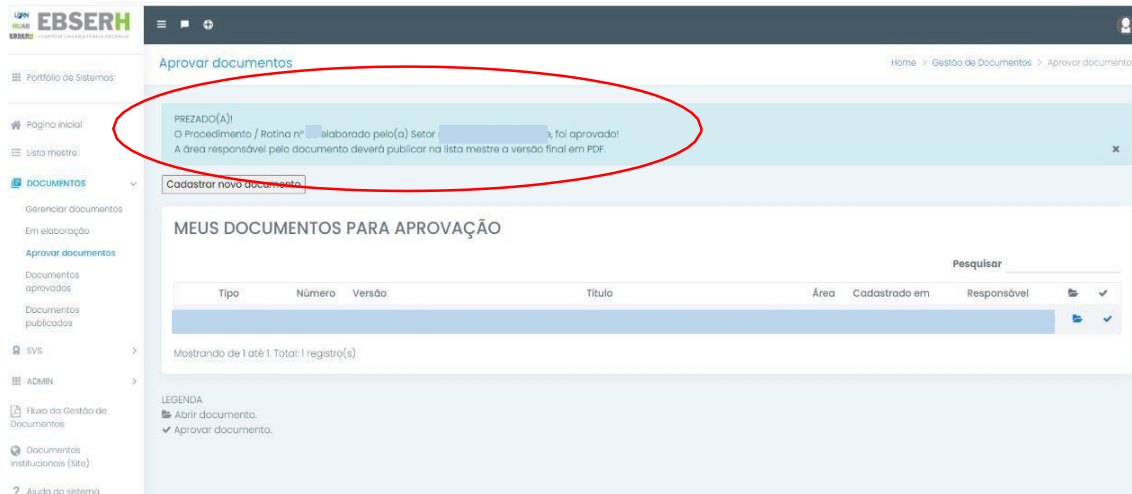 UFRN
HUAB
EBSERH
EBSERH
Aprovar documentos
Home > Gestão de Documentos > Aprovar documento
Portfólio de Sistemas
Página inicial
Lista mestre
DOCUMENTOS
Gerenciar documentos
Em elaboração
Aprovar documentos
Documentos
aprovados
Documentos
publicados
SVS
ADMIN
Fluxo da Gestão de
Documentos
Documentos
institucionais (Site)
Ajuda do sistema
PREZADO(A)!
O Procedimento / Rotina nº elaborado pelo(a) Setor , foi aprovado!
A área responsável pelo documento deverá publicar na lista mestre a versão final em PDF.
Cadastrar novo documento
MEUS DOCUMENTOS PARA APROVAÇÃO
Pesquisar
Tipo Número Versão Título Área Cadastrado em Responsável
Mostrando de 1 até 1. Total: 1 registro(s)
LEGENDA
Abrir documento.
Aprovar documento.